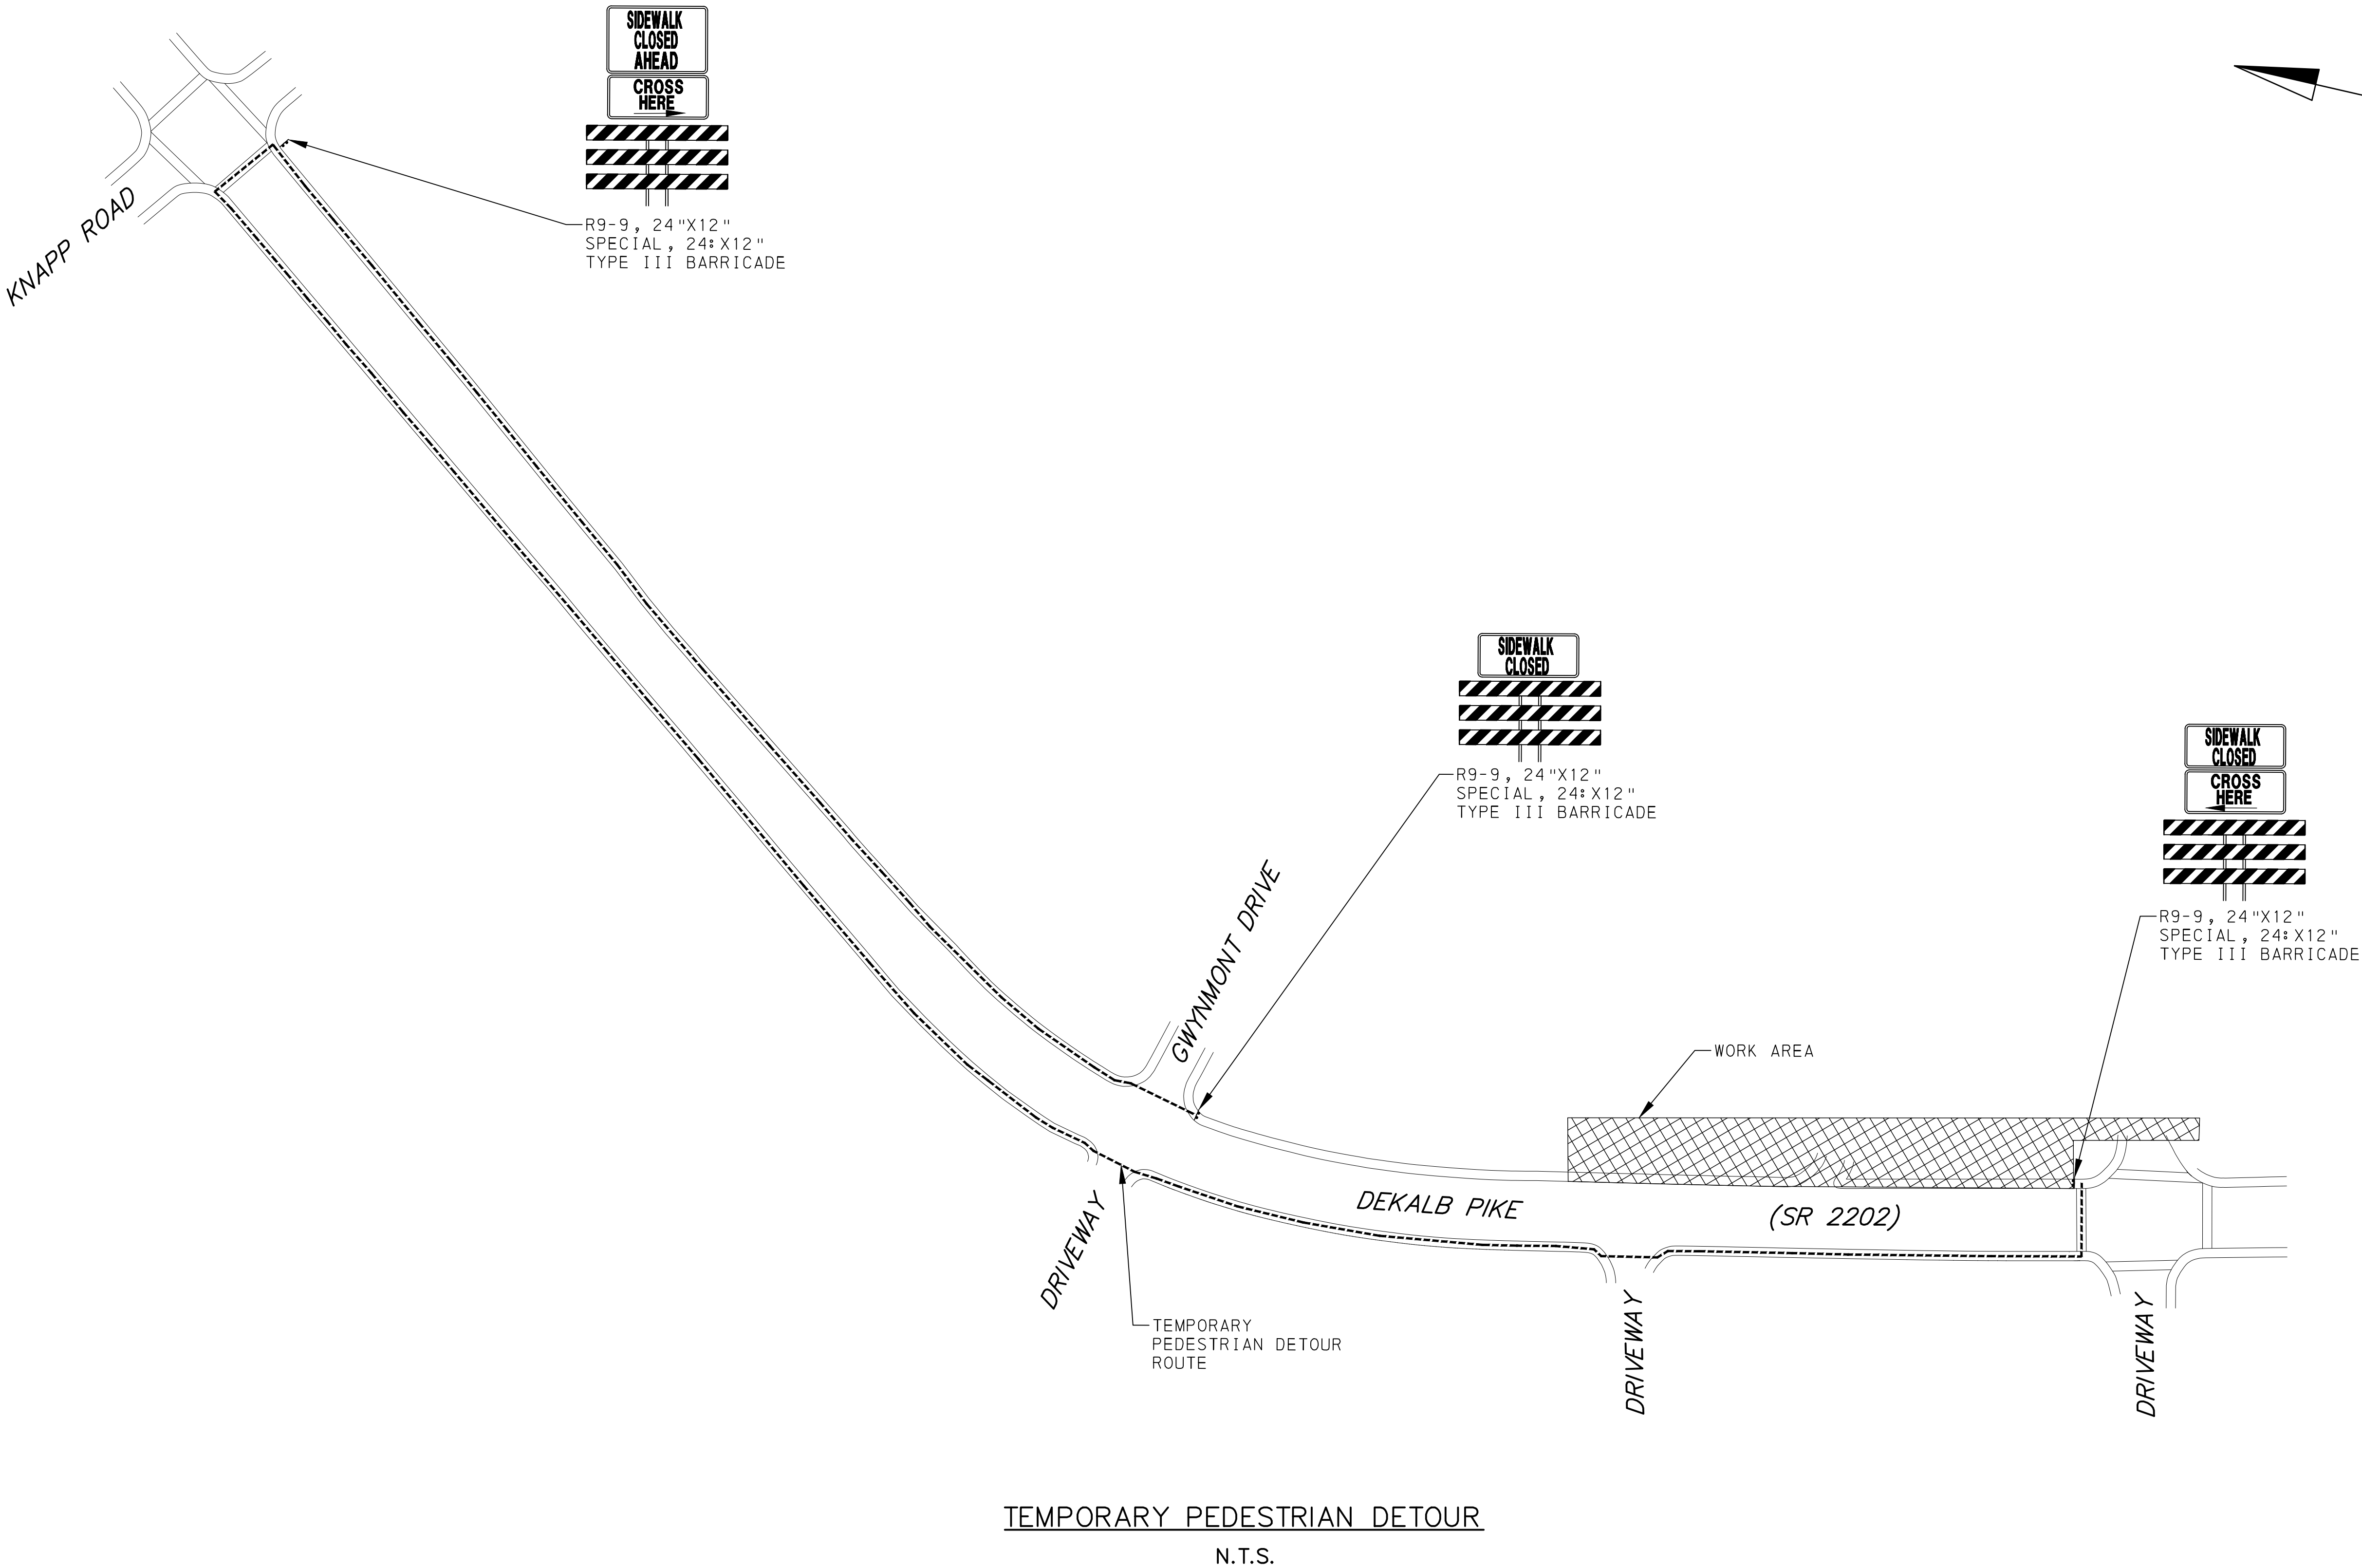 SIDEWALK
CLOSED
AHEAD
CROSS
HERE
R9-9, 24"X12"
SPECIAL, 24:X12"
TYPE III BARRICADE
KNAPP ROAD
SIDEWALK
CLOSED
R9-9, 24"X12"
SPECIAL, 24:X12"
TYPE III BARRICADE
SIDEWALK
CLOSED
CROSS
HERE
R9-9, 24"X12"
SPECIAL, 24:X12"
TYPE III BARRICADE
GWYNMONT DRIVE
WORK AREA
DEKALB PIKE
(SR 2202)
DRIVEWAY
TEMPORARY
PEDESTRIAN DETOUR
ROUTE
DRIVEWAY
DRIVEWAY
TEMPORARY PEDESTRIAN DETOUR
N.T.S.